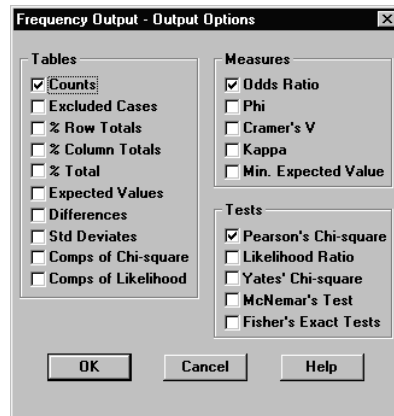 Frequency Output - Output Options
Tables
Counts
Excluded Cases
% Row Totals
% Column Totals
% Total
Expected Values
Differences
Std Deviates
Comps of Chi-square
Comps of Likelihood
Measures
Odds Ratio
Phi
Cramer's V
Kappa
Min. Expected Value
Tests
Pearson's Chi-square
Likelihood Ratio
Yates' Chi-square
McNemar's Test
Fisher's Exact Tests
OK
Cancel
Help